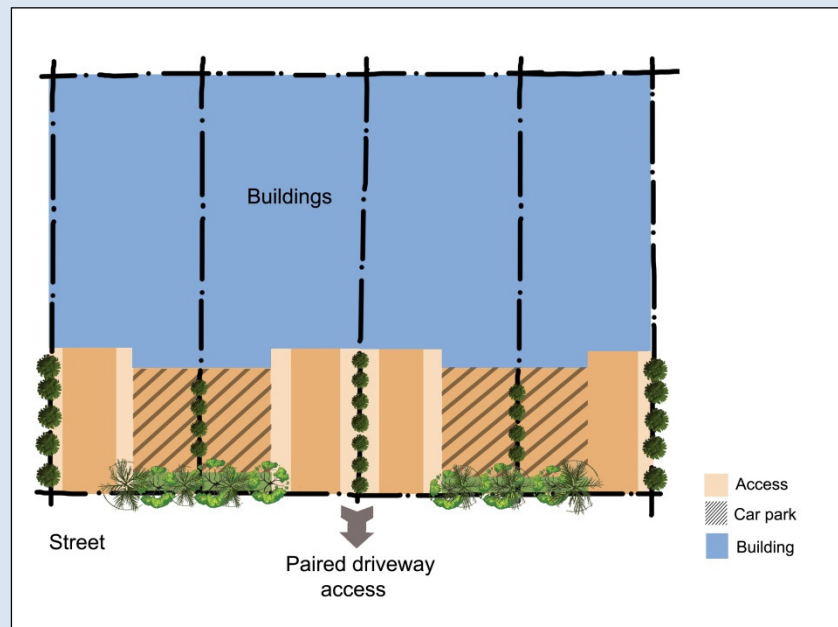 Buildings
Access
Car park
Building
Street
Paired driveway
access